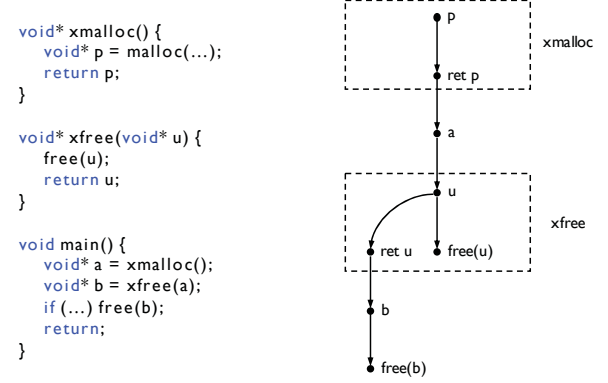 void* xmalloc() {
void* p = malloc(...);
return p;
}
void* xfree(void* u) {
free(u);
return u;
}
void main() {
void* a = xmalloc();
void* b = xfree(a);
if (...) free(b);
return;
}
p
xmalloc
ret p
a
u
xfree
ret u
free(u)
b
free(b)